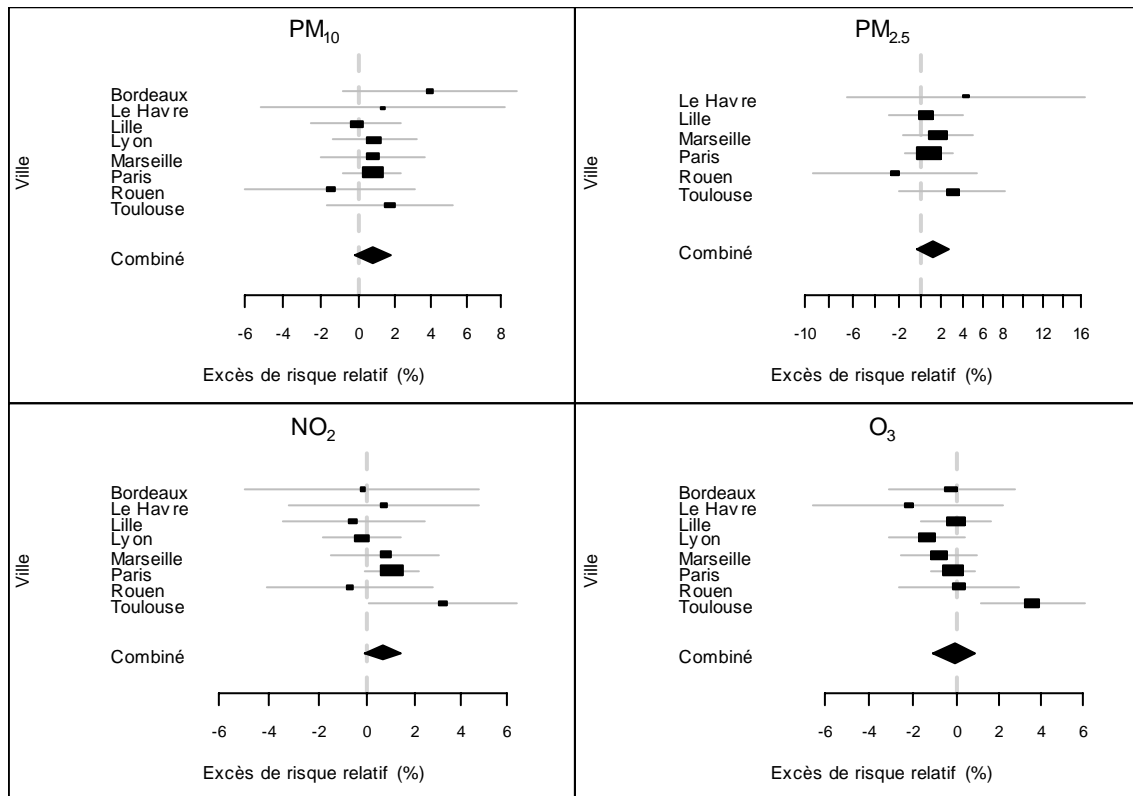 PM10
Ville
Bordeaux
Le Havre
Lille
Lyon
Marseille
Paris
Rouen
Toulouse
Combiné
-6 -4 -2 0 2 4 6 8
Excès de risque relatif (%)
PM2.5
Ville
Le Havre
Lille
Marseille
Paris
Rouen
Toulouse
Combiné
-10 -6 -2 2 4 6 8 12 16
Excès de risque relatif (%)
NO2
Ville
Bordeaux
Le Havre
Lille
Lyon
Marseille
Paris
Rouen
Toulouse
Combiné
-6 -4 -2 0 2 4 6
Excès de risque relatif (%)
O3
Ville
Bordeaux
Le Havre
Lille
Lyon
Marseille
Paris
Rouen
Toulouse
Combiné
-6 -4 -2 0 2 4 6
Excès de risque relatif (%)